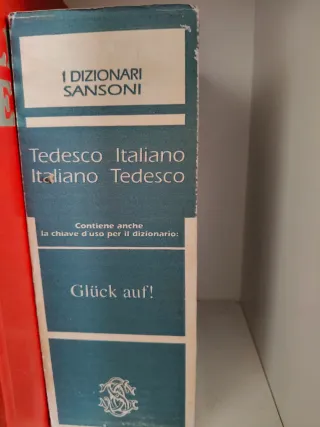 I DIZIONARI
SANSONI
Tedesco Italiano
Italiano Tedesco
Contiene anche
la chiave d'uso per il dizionario:
Glück auf!